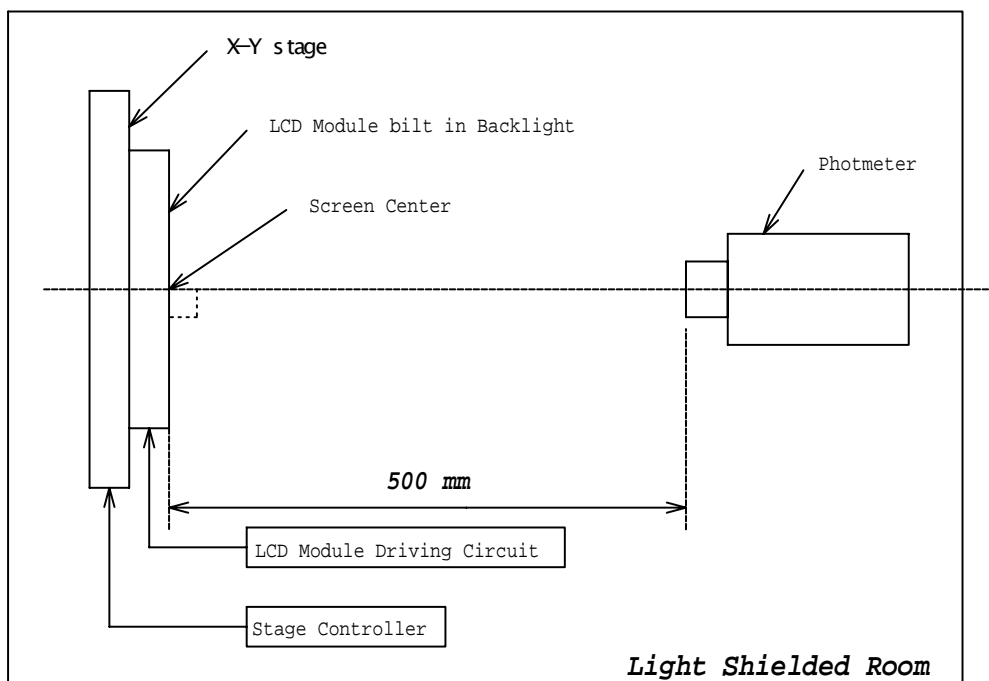 X-Y stage
LCD Module bilt in Backlight
Photmeter
Screen Center
500 mm
LCD Module Driving Circuit
Stage Controller
Light Shielded Room